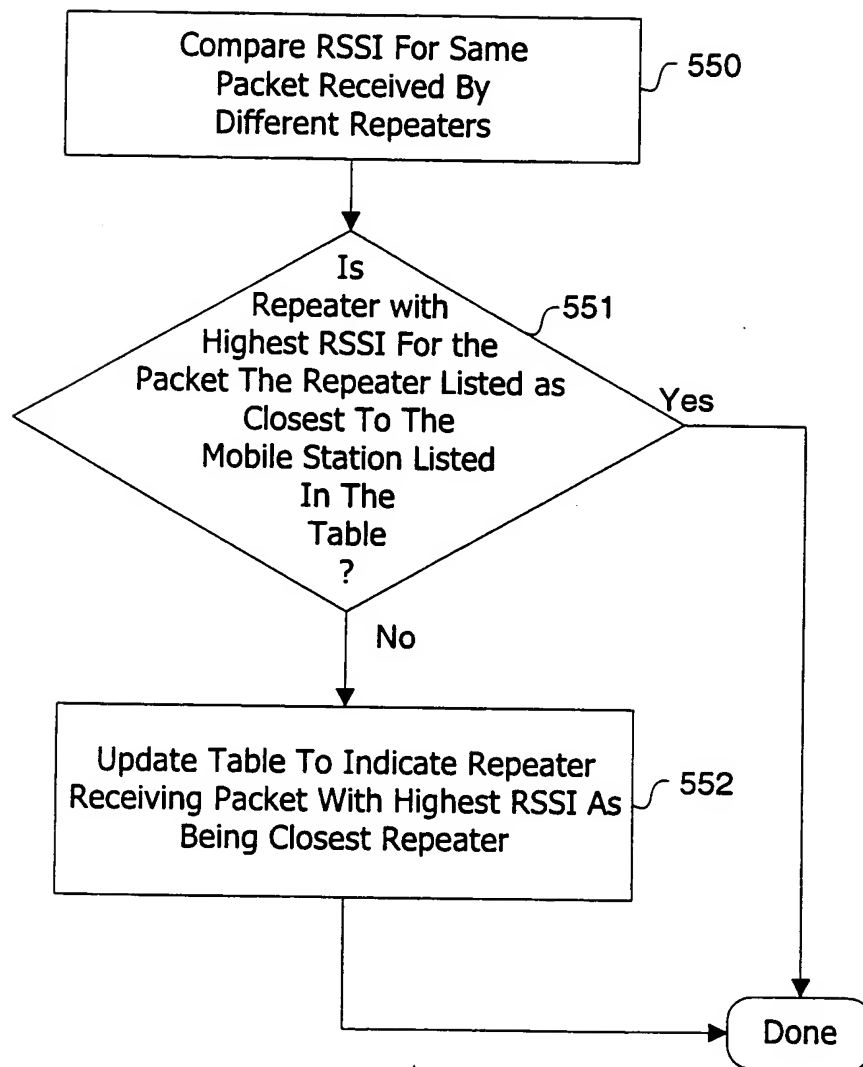 Compare RSSI For Same
Packet Received By
Different Repeaters
550
Is
Repeater with
Highest RSSI For the
Packet The Repeater Listed as
Closest To The
Mobile Station Listed
In The
Table
?
551
Yes
No
Update Table To Indicate Repeater
Receiving Packet With Highest RSSI As
Being Closest Repeater
552
Done